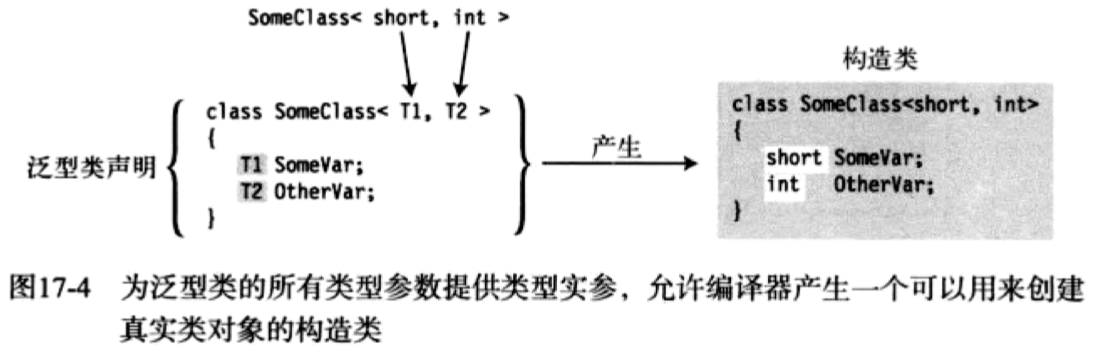 SomeClass< short, int >
构造类
class SomeClass< T1, T2 >
{
T1 SomeVar;
T2 OtherVar;
}
泛型类声明
产生
class SomeClass<short, int>
{
short SomeVar;
int OtherVar;
}
图17-4 为泛型类的所有类型参数提供类型实参，允许编译器产生一个可以用来创建
真实类对象的构造类